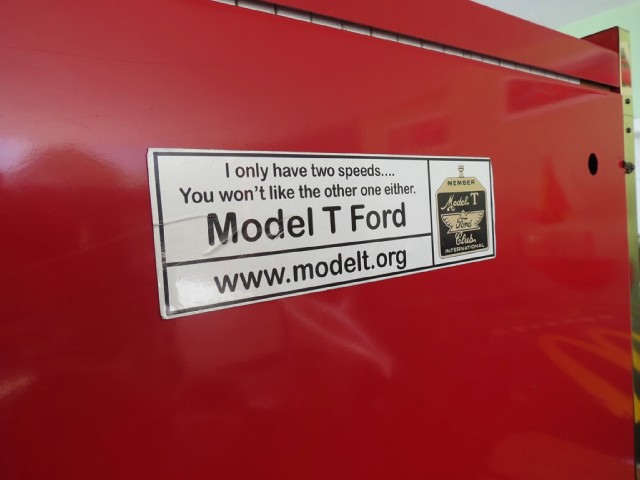 I only have two speeds....
You won't like the other one either.
Model T Ford
www.modelt.org
MEMBER
Model T
Ford
Club
INTERNATIONAL